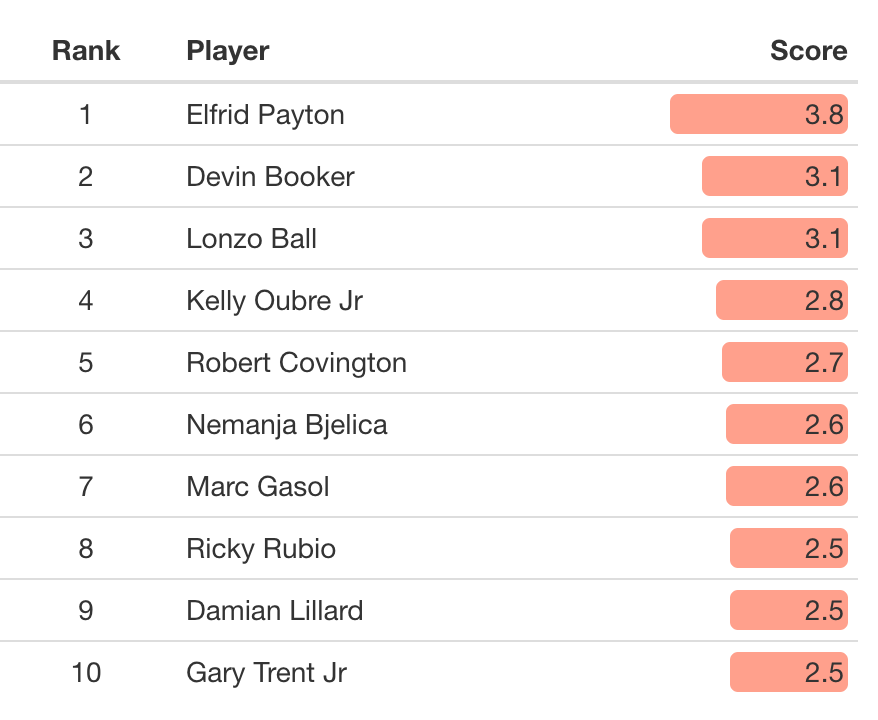 Rank Player Score
1 Elfrid Payton 3.8
2 Devin Booker 3.1
3 Lonzo Ball 3.1
4 Kelly Oubre Jr 2.8
5 Robert Covington 2.7
6 Nemanja Bjelica 2.6
7 Marc Gasol 2.6
8 Ricky Rubio 2.5
9 Damian Lillard 2.5
10 Gary Trent Jr 2.5